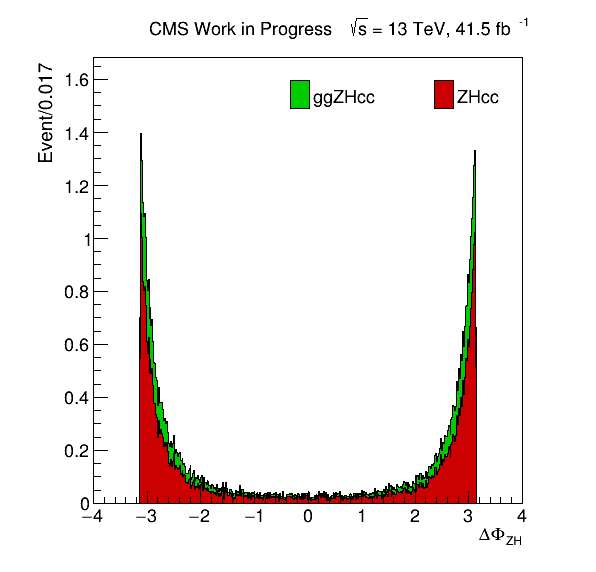 CMS Work in Progress √s = 13 TeV, 41.5 fb⁻¹
Event/0.017
ggZHcc ZHcc
1.6
1.4
1.2
1
0.8
0.6
0.4
0.2
0
−4 −3 −2 −1 0 1 2 3 4
ΔΦ_ZH